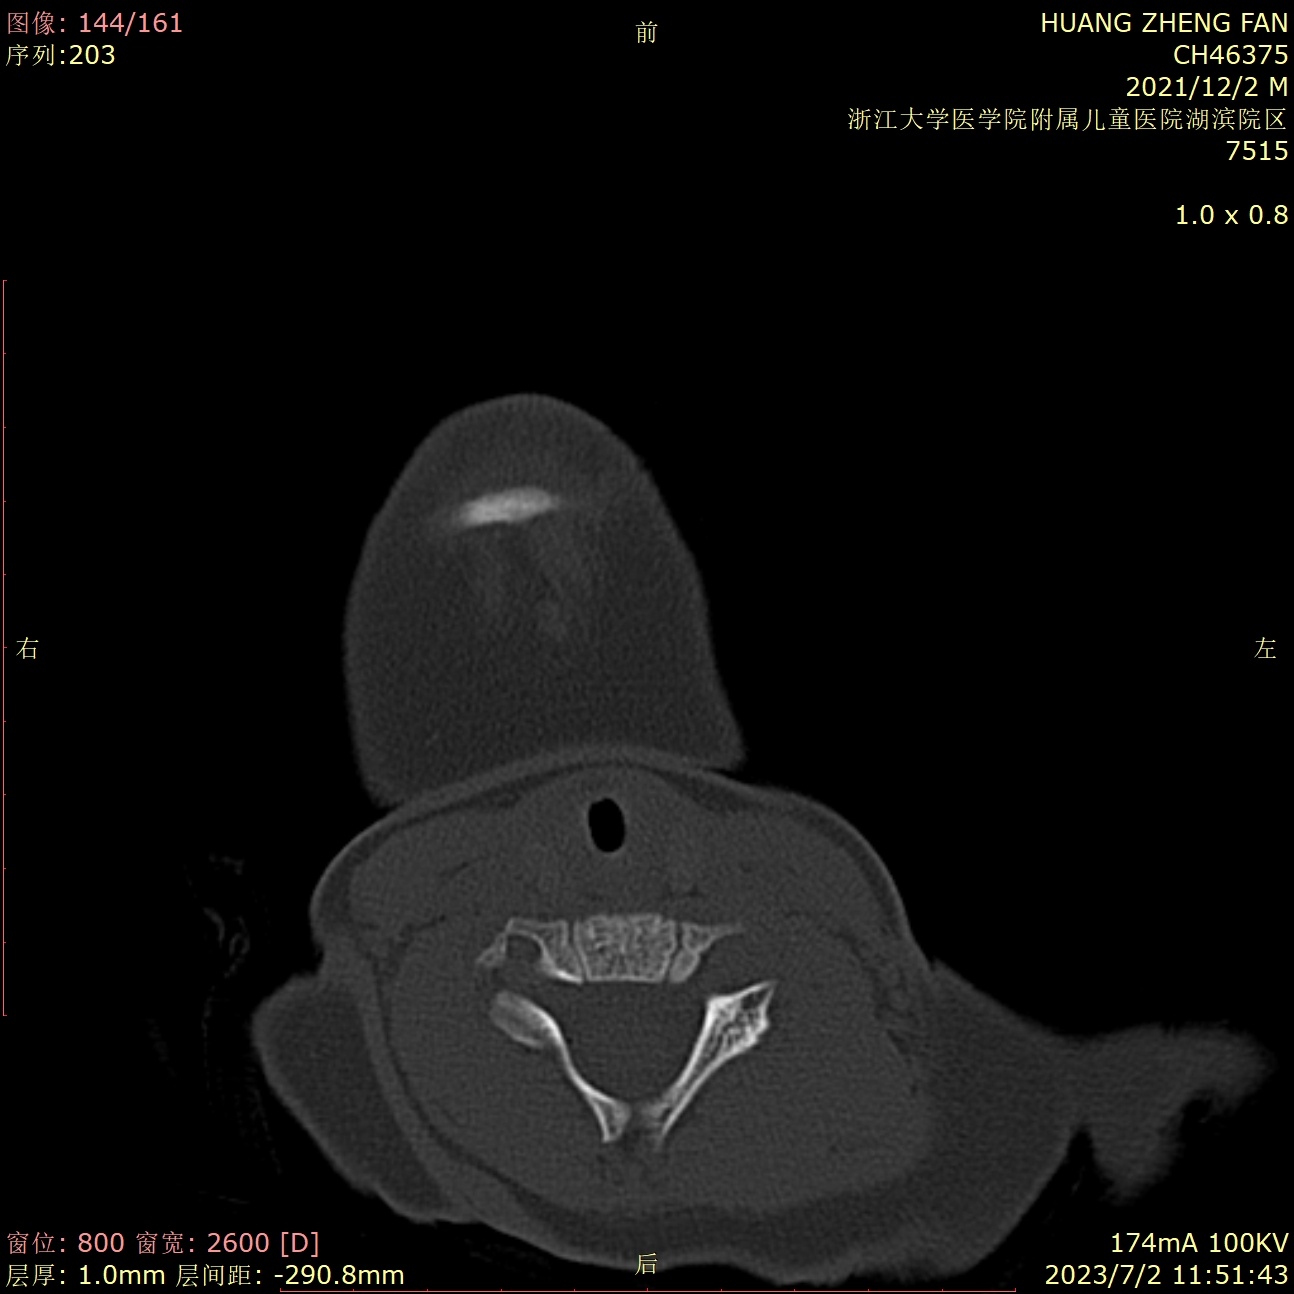 图像: 144/161
序列:203
前
HUANG ZHENG FAN
CH46375
2021/12/2 M
浙江大学医学院附属儿童医院湖滨院区
7515
1.0 x 0.8
右
左
窗位: 800 窗宽: 2600 [D]
层厚: 1.0mm 层间距: -290.8mm
后
174mA 100KV
2023/7/2 11:51:43